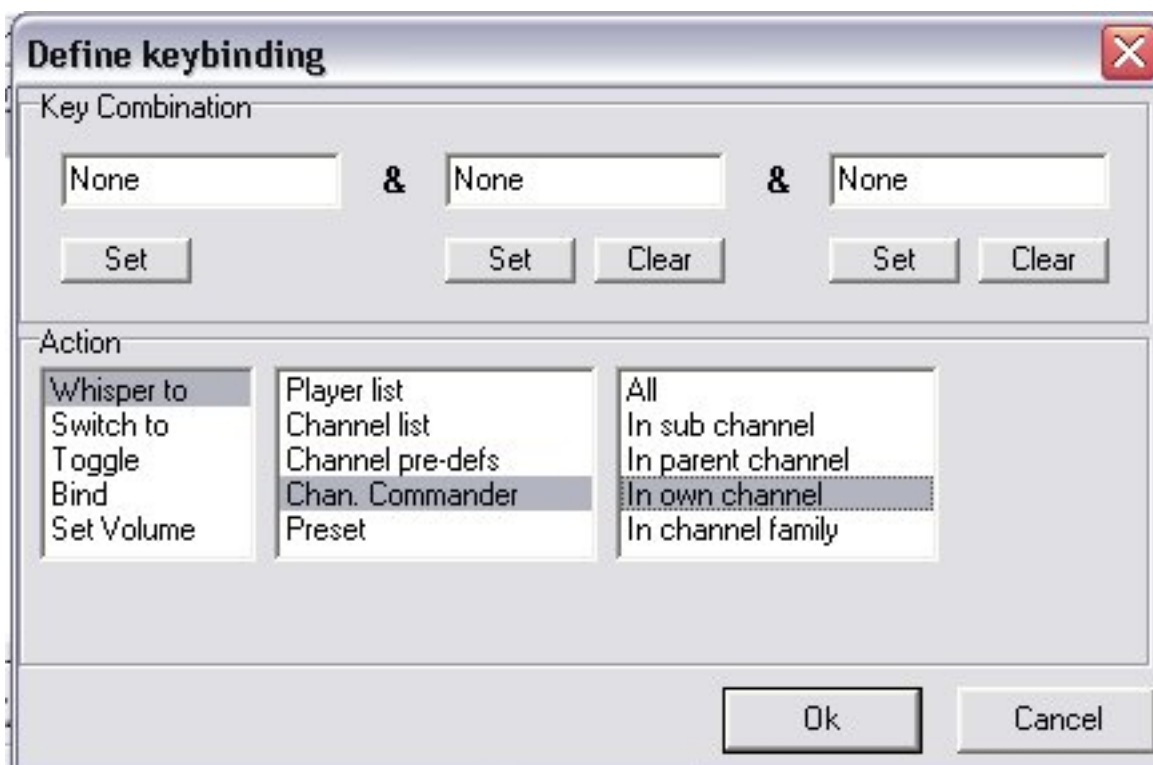 Define keybinding
Key Combination
None & None & None
Set Set Clear Set Clear
Action
Whisper to
Switch to
Toggle
Bind
Set Volume
Player list
Channel list
Channel pre-defs
Chan. Commander
Preset
All
In sub channel
In parent channel
In own channel
In channel family
Ok Cancel